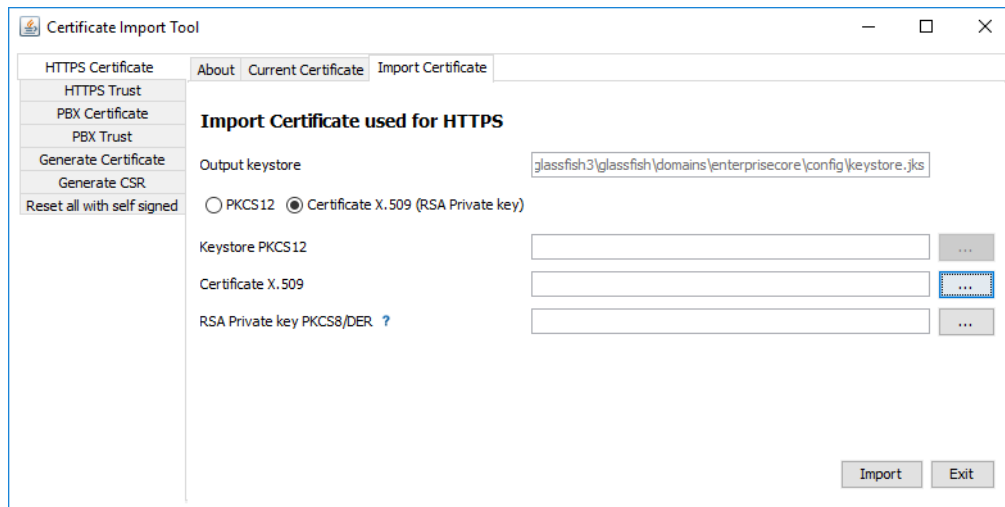 Certificate Import Tool
HTTPS Certificate
HTTPS Trust
PBX Certificate
PBX Trust
Generate Certificate
Generate CSR
Reset all with self signed
About Current Certificate Import Certificate
Import Certificate used for HTTPS
Output keystore glassfish3\glassfish\domains\enterprisecore\config\keystore.jks
PKCS12 Certificate X.509 (RSA Private key)
Keystore PKCS12 ...
Certificate X.509 ...
RSA Private key PKCS8/DER ? ...
Import Exit